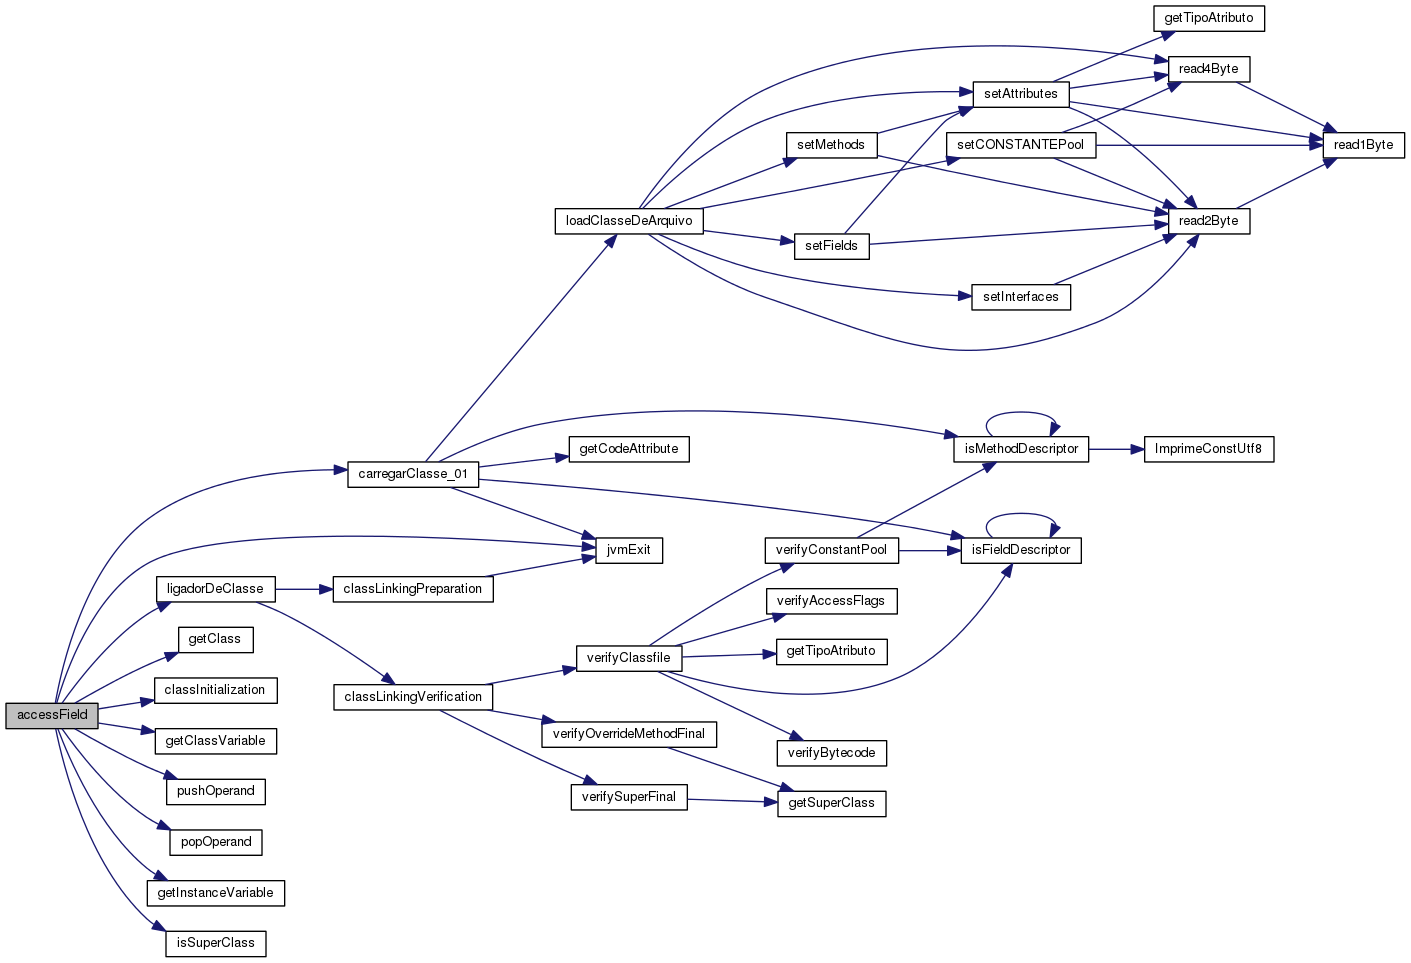 getTipoAtributo
read4Byte
setAttributes
setMethods
setCONSTANTEPool
read1Byte
loadClasseDeArquivo
read2Byte
setFields
setInterfaces
isMethodDescriptor
ImprimeConstUtf8
getCodeAttribute
carregarClasse_01
jvmExit
verifyConstantPool
isFieldDescriptor
ligadorDeClasse
classLinkingPreparation
verifyAccessFlags
getClass
verifyClassfile
getTipoAtributo
classInitialization
classLinkingVerification
accessField
getClassVariable
verifyOverrideMethodFinal
verifyBytecode
pushOperand
verifySuperFinal
getSuperClass
popOperand
getInstanceVariable
isSuperClass